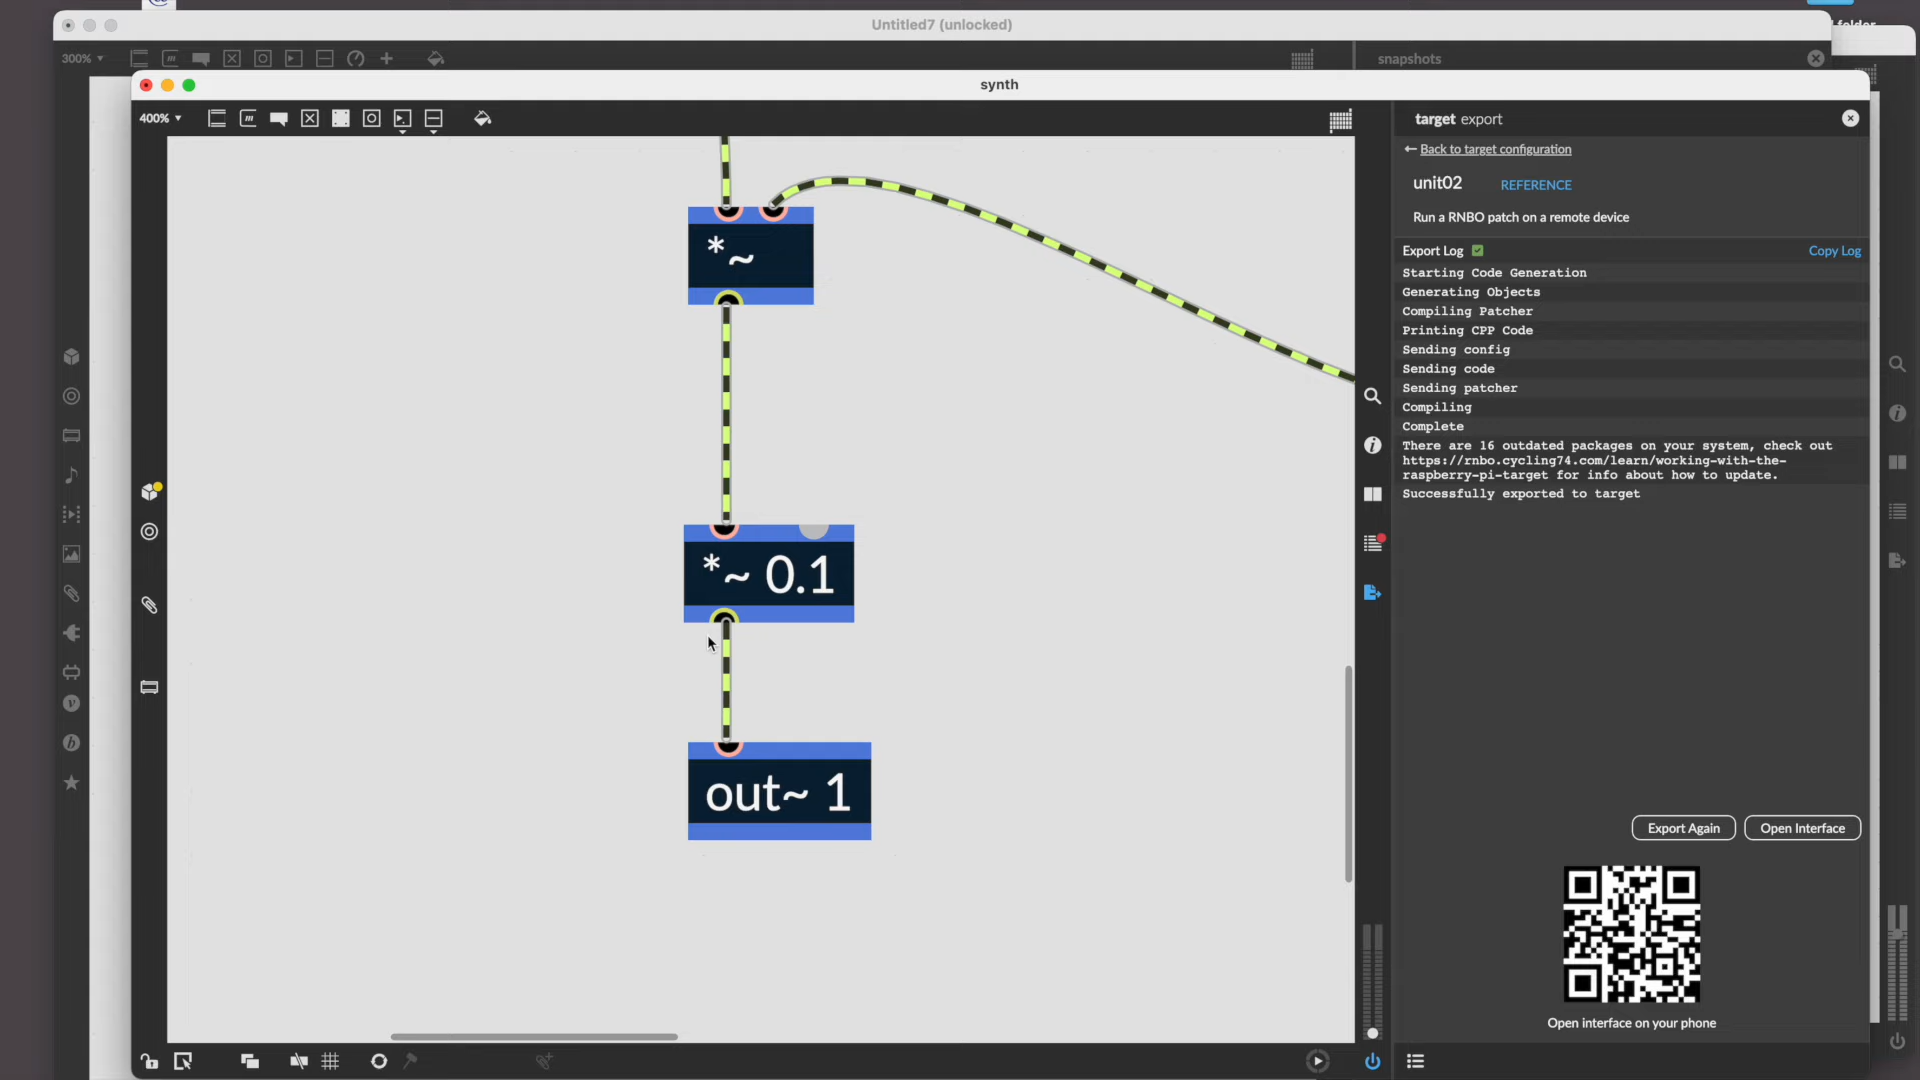 folder
Untitled7 (unlocked)
300%
snapshots
synth
400%
target export
← Back to target configuration
unit02 REFERENCE
Run a RNBO patch on a remote device
Export Log
Copy Log
Starting Code Generation
Generating Objects
Compiling Patcher
Printing CPP Code
Sending config
Sending code
Sending patcher
Compiling
Complete
There are 16 outdated packages on your system, check out
https://rnbo.cycling74.com/learn/working-with-the-
raspberry-pi-target for info about how to update.
Successfully exported to target
*~
*~ 0.1
out~ 1
Export Again
Open Interface
Open interface on your phone